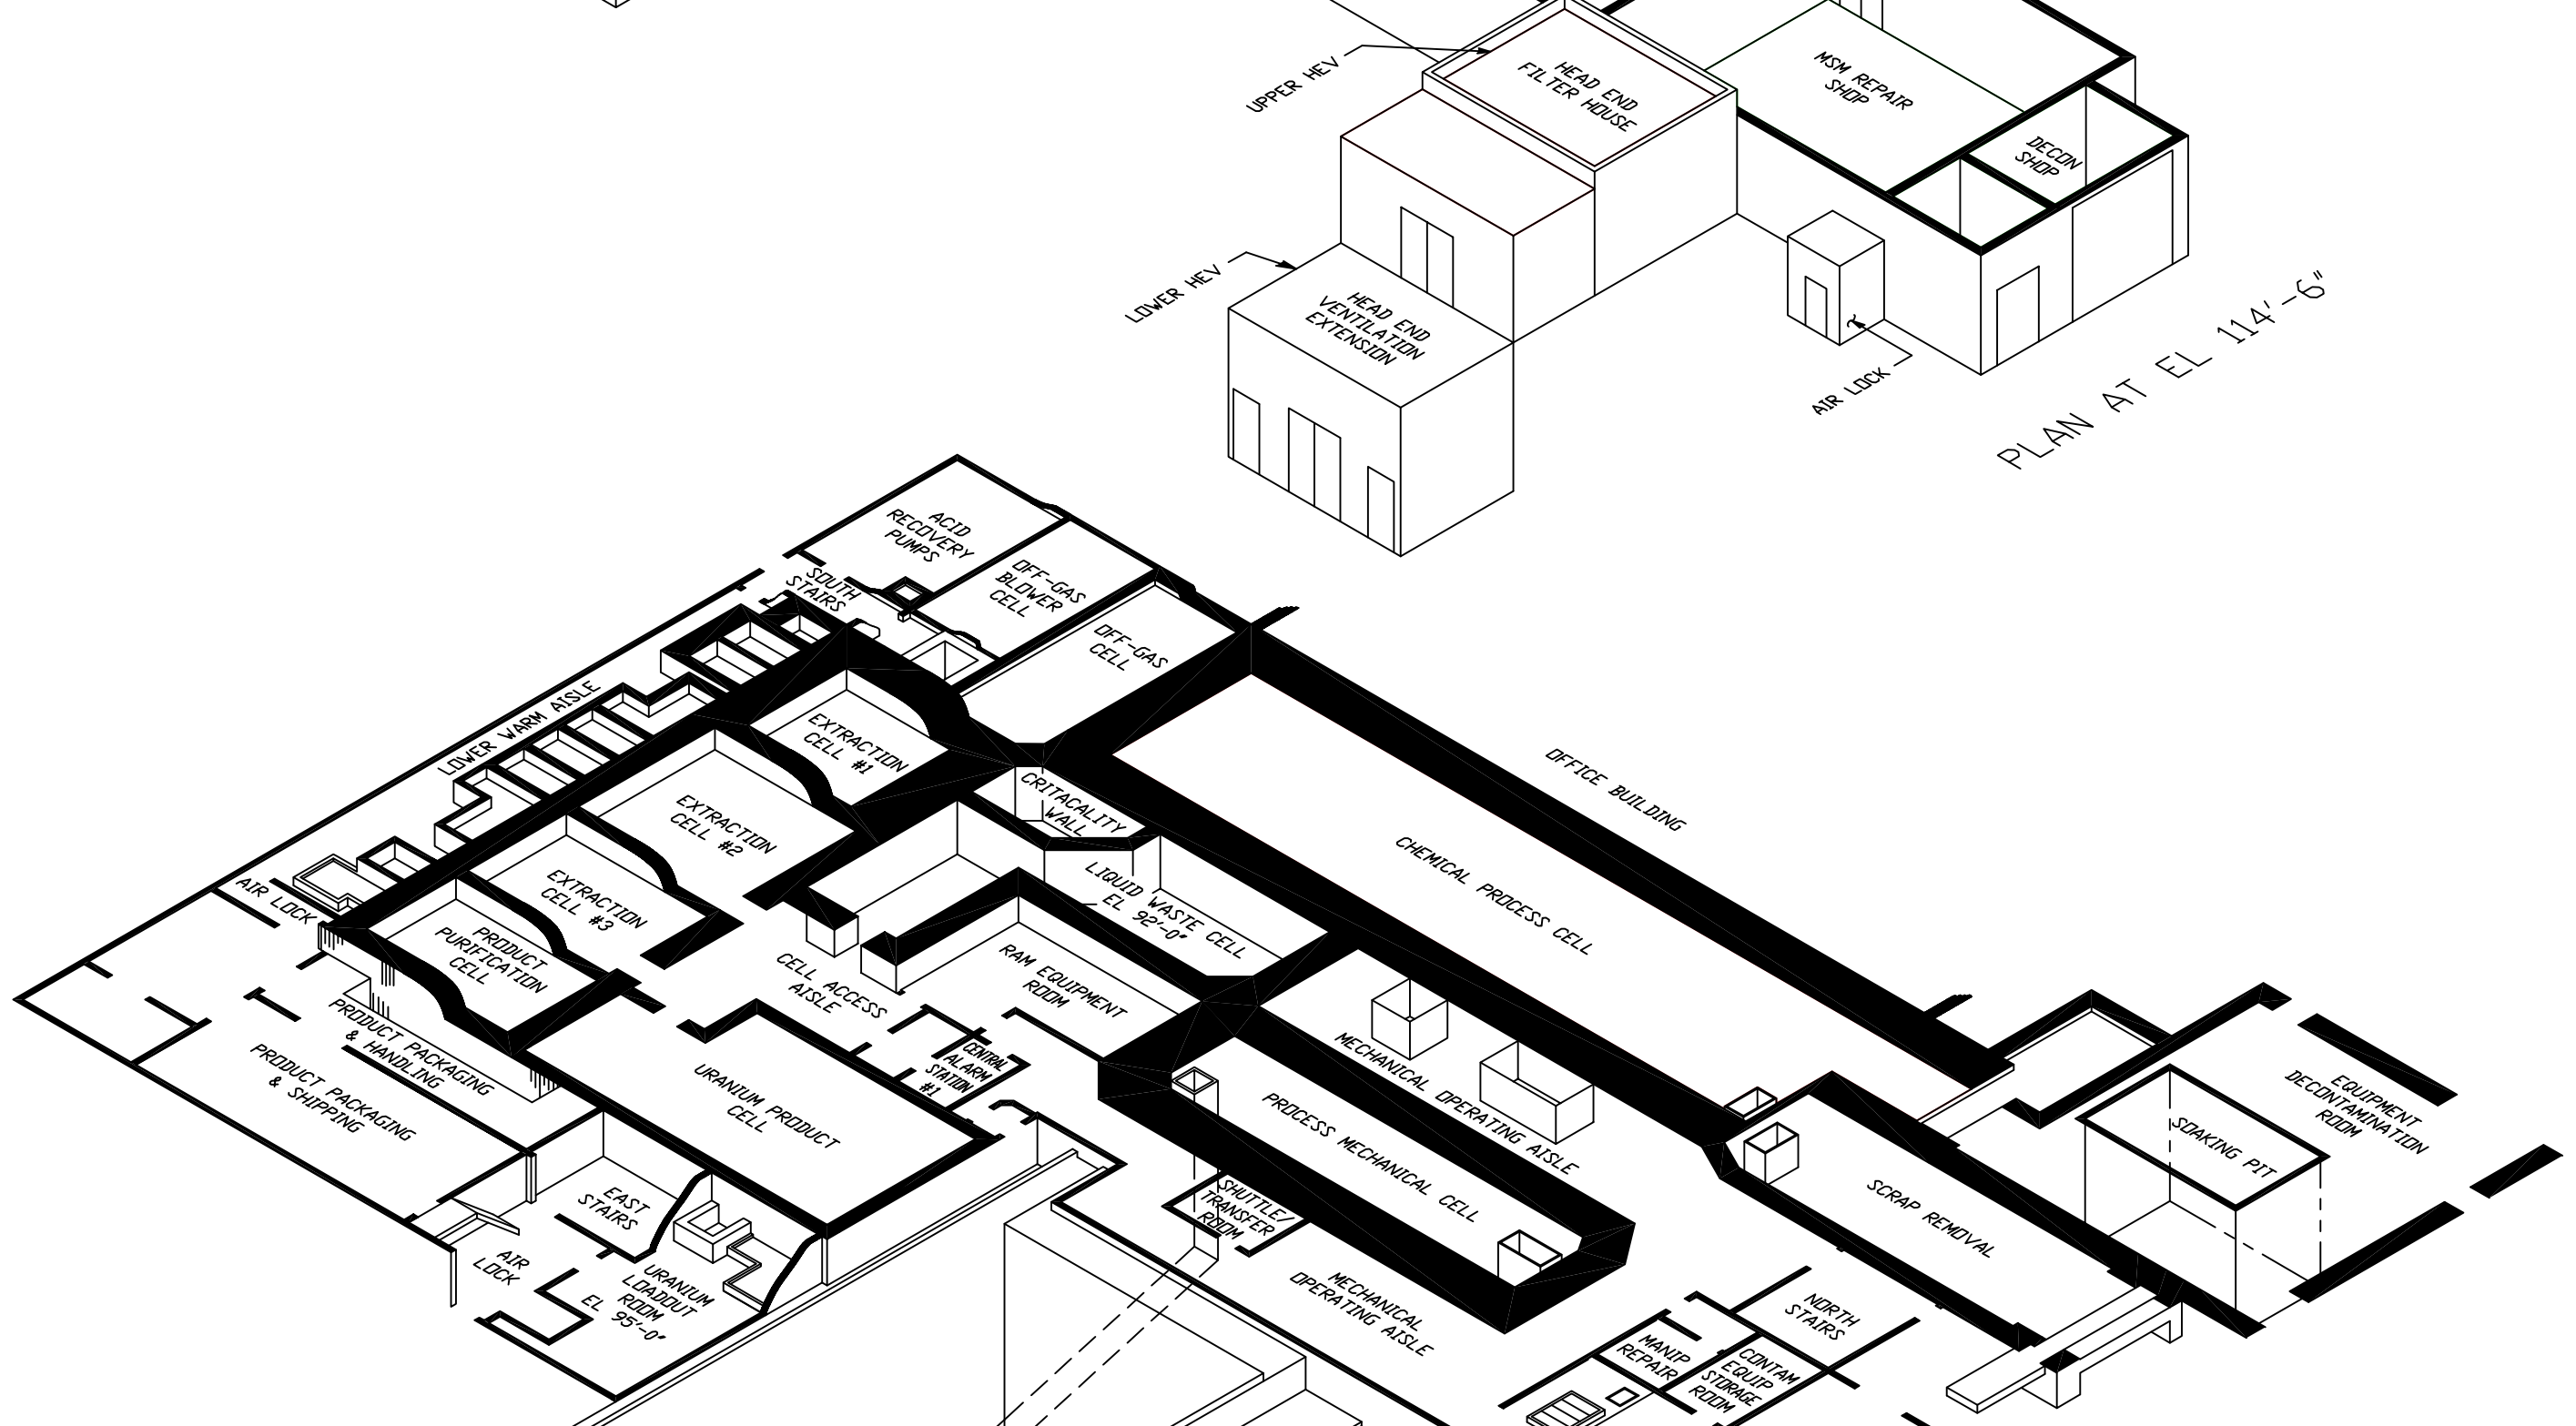 UPPER HEV
HEAD END
FILTER HOUSE
MSM REPAIR
SHOP
DECON
SHOP
LOWER HEV
HEAD END
VENTILATION
EXTENSION
AIR LOCK
PLAN AT EL 114'-6"
ACID
RECOVERY
PUMPS
SOUTH
STAIRS
OFF-GAS
BLOWER
CELL
OFF-GAS
CELL
LOWER WARM AISLE
EXTRACTION
CELL #1
EXTRACTION
CELL #2
EXTRACTION
CELL #3
CRITACALITY
WALL
OFFICE BUILDING
CHEMICAL PROCESS CELL
LIQUID WASTE CELL
EL 92'-0"
AIR LOCK
PRODUCT
PURIFICATION
CELL
RAM EQUIPMENT
ROOM
CELL ACCESS
AISLE
PRODUCT PACKAGING
& HANDLING
PRODUCT PACKAGING
& SHIPPING
CENTRAL
ALARM
STATION
#1
URANIUM PRODUCT
CELL
MECHANICAL OPERATING AISLE
PROCESS MECHANICAL CELL
EQUIPMENT
DECONTAMINATION
ROOM
SOAKING PIT
SCRAP REMOVAL
SHUTTLE/
TRANSFER
ROOM
EAST
STAIRS
AIR
LOCK
URANIUM
LOADOUT
ROOM
EL 95'-0"
MECHANICAL
OPERATING AISLE
NORTH
STAIRS
MANIP
REPAIR
CONTAM
EQUIP
STORAGE
ROOM